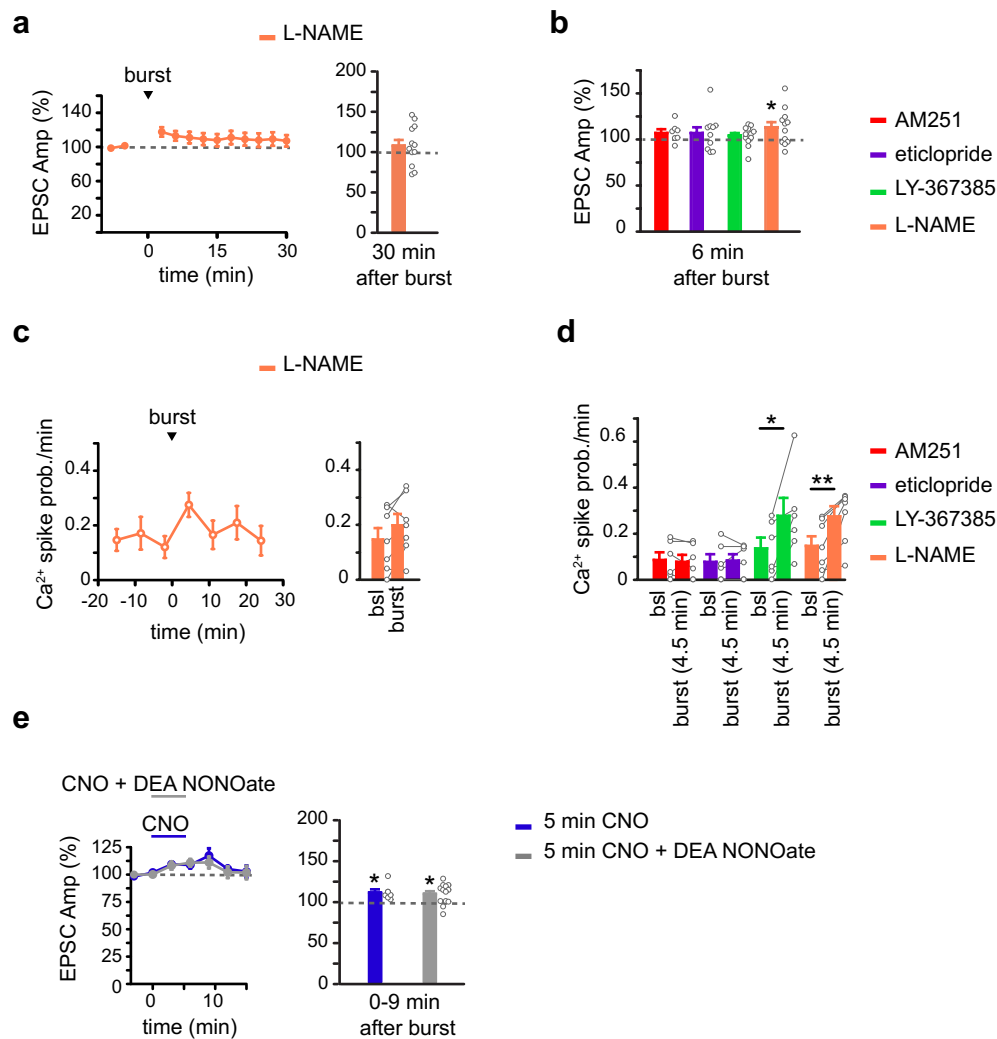 a
L-NAME
burst
EPSC Amp (%)
140
100
60
20
0
15
30
time (min)
200
150
100
50
0
30 min
after burst
b
EPSC Amp (%)
150
100
50
0
*
6 min
after burst
AM251
eticlopride
LY-367385
L-NAME
c
L-NAME
burst
Ca²⁺ spike prob./min
0.4
0.2
0
-20
-10
0
10
20
30
time (min)
0.4
0.2
0
bsl
burst
d
Ca²⁺ spike prob./min
0.6
0.4
0.2
0
*
**
bsl
burst (4.5 min)
bsl
burst (4.5 min)
bsl
burst (4.5 min)
bsl
burst (4.5 min)
AM251
eticlopride
LY-367385
L-NAME
e
CNO + DEA NONOate
CNO
EPSC Amp (%)
125
100
75
50
25
0
0
10
time (min)
200
150
100
50
0
*
*
0-9 min
after burst
5 min CNO
5 min CNO + DEA NONOate